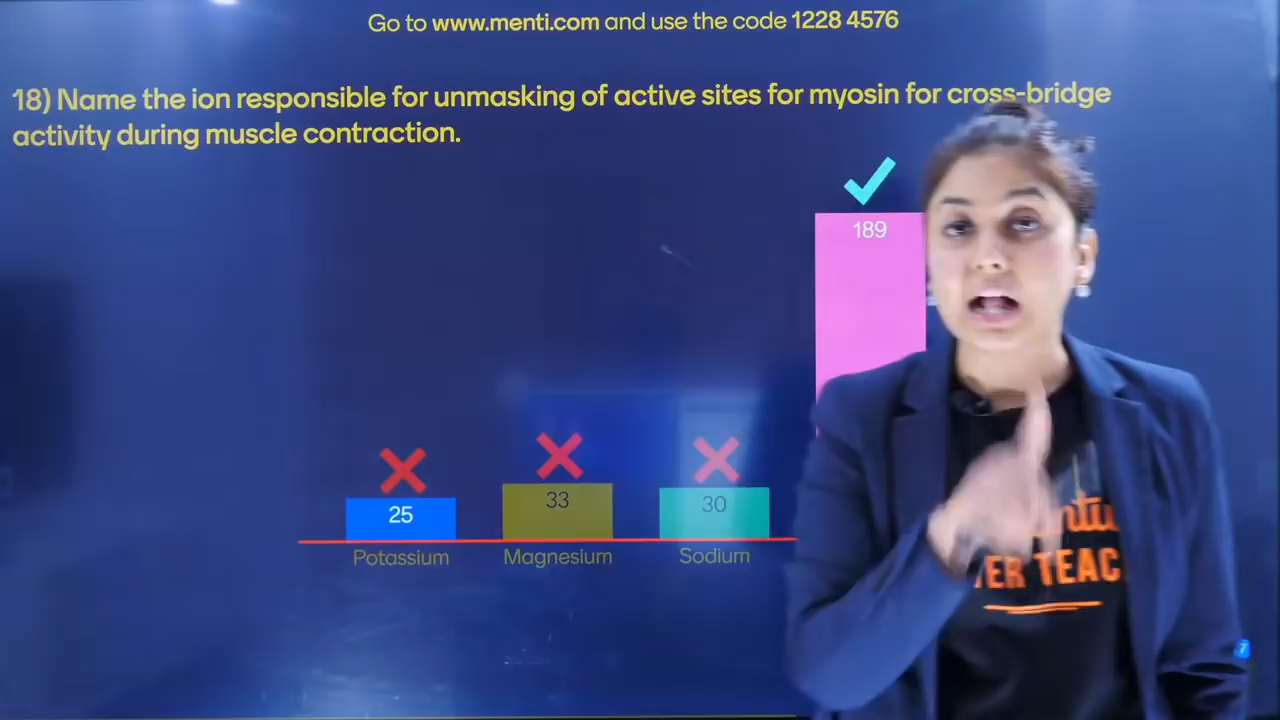 Go to www.menti.com and use the code 1228 4576
18) Name the ion responsible for unmasking of active sites for myosin for cross-bridge
activity during muscle contraction.
189
25
33
30
Potassium
Magnesium
Sodium